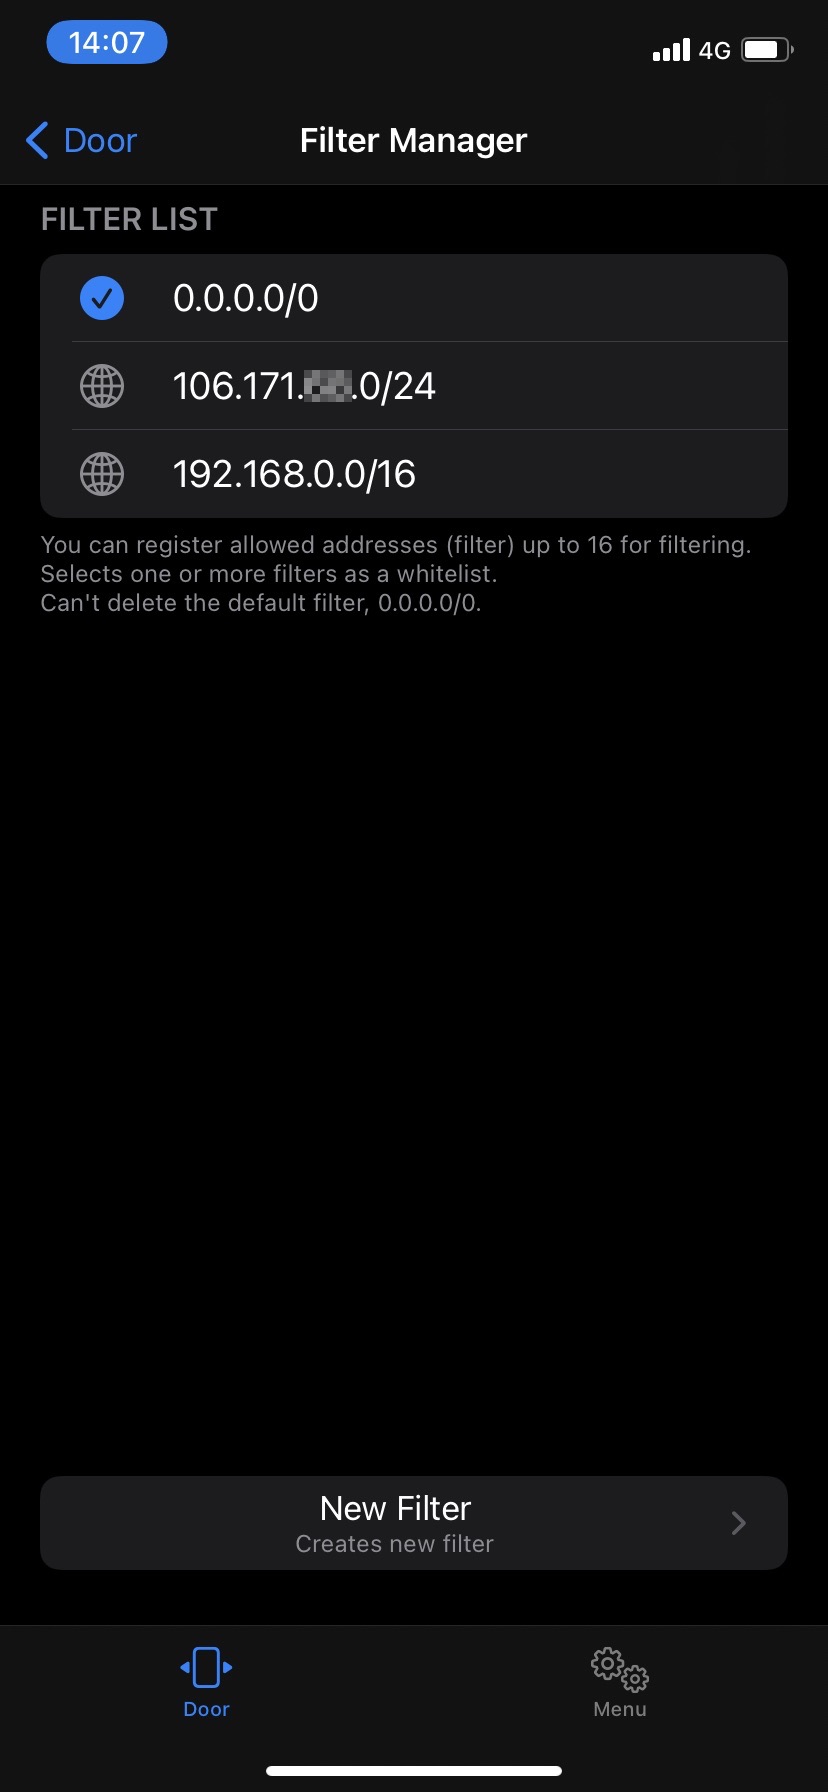 14:07
4G
Door
Filter Manager
FILTER LIST
0.0.0.0/0
106.171. .0/24
192.168.0.0/16
You can register allowed addresses (filter) up to 16 for filtering.
Selects one or more filters as a whitelist.
Can't delete the default filter, 0.0.0.0/0.
New Filter
Creates new filter
Door
Menu